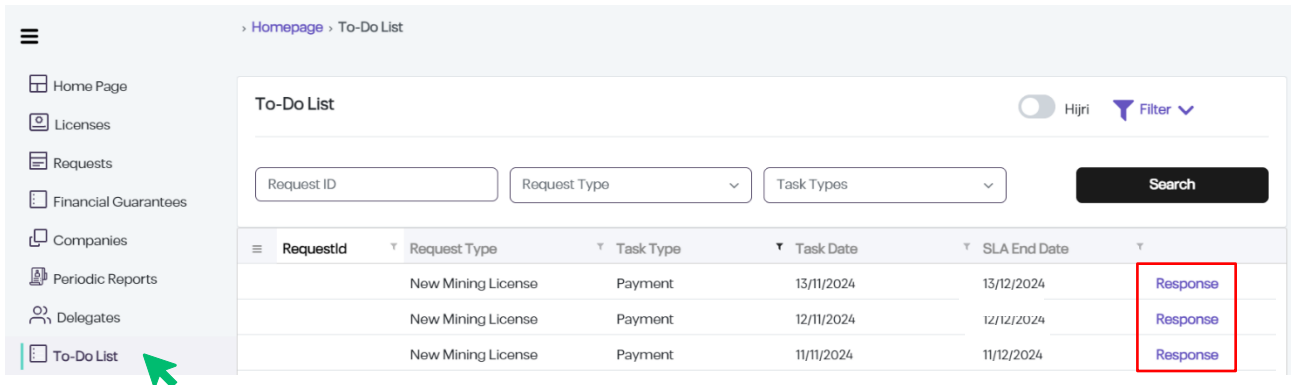 › Homepage › To-Do List
Home Page
Licenses
Requests
Financial Guarantees
Companies
Periodic Reports
Delegates
To-Do List
To-Do List Hijri Filter
Request ID Request Type Task Types Search
RequestId Request Type Task Type Task Date SLA End Date
New Mining License Payment 13/11/2024 13/12/2024 Response
New Mining License Payment 12/11/2024 12/12/2024 Response
New Mining License Payment 11/11/2024 11/12/2024 Response